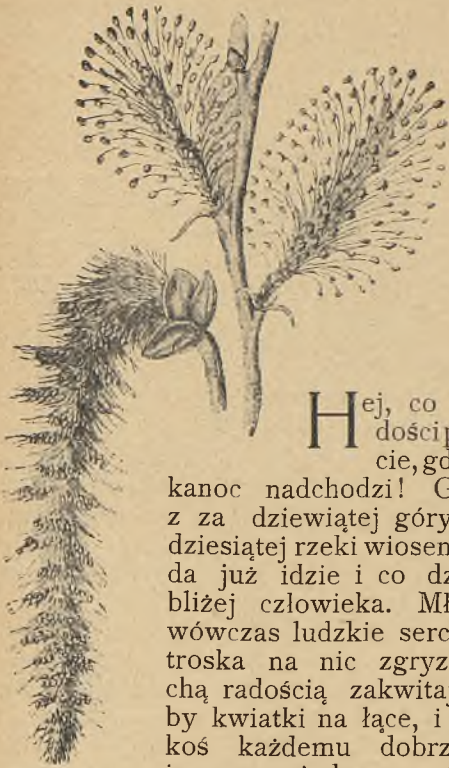 Hej, co
dości
cie, gd
kanoc nadchodzi! G
z za dziewiątej góry
dziesiątej rzeki wiosen
da już idzie i co dz
bliżej człowieka. Mł
wówczas ludzkie serc
troska na nic zgryz
chą radością zakwita
by kwiatki na łące, i
koś każdemu dobrz